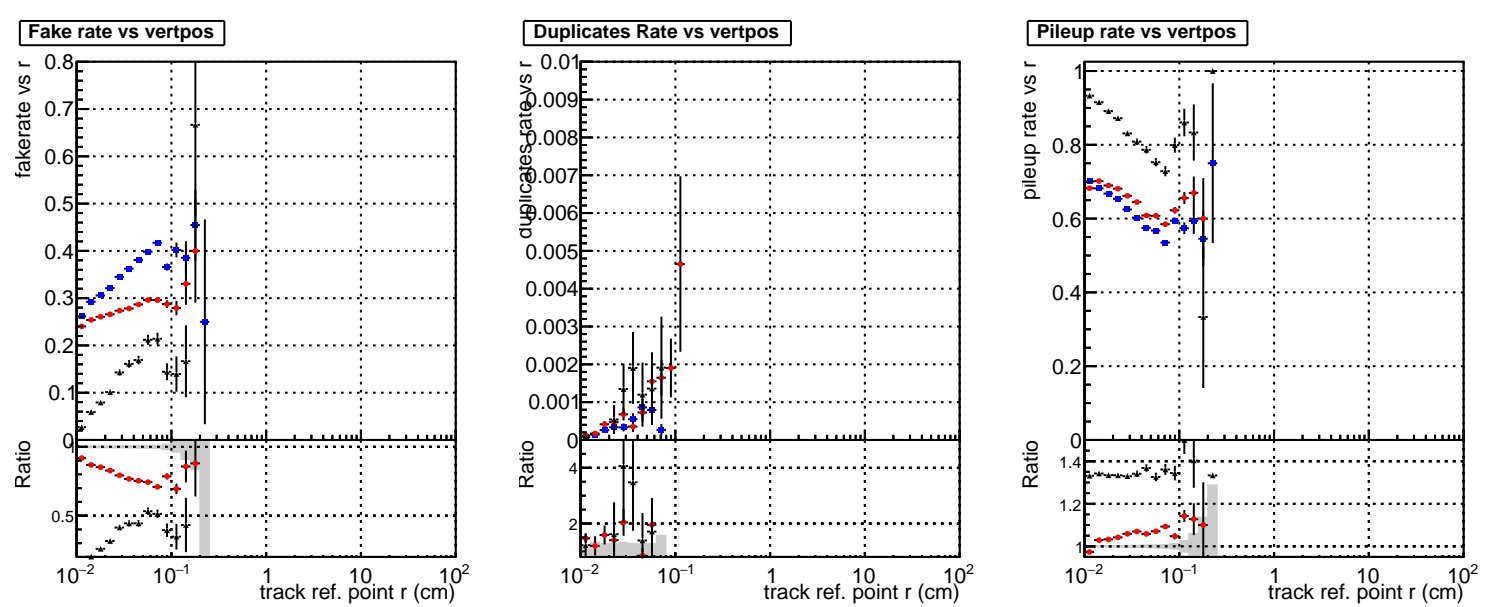 Fake rate vs vertpos
fakerate vs r
0.8
0.7
0.6
0.5
0.4
0.3
0.2
0.1
0
Ratio
0.5
10⁻² 10⁻¹ 1 10 10²
track ref. point r (cm)
Duplicates Rate vs vertpos
duplicates rate vs r
0.01
0.009
0.008
0.007
0.006
0.005
0.004
0.003
0.002
0.001
0
Ratio
4
2
10⁻² 10⁻¹ 1 10 10²
track ref. point r (cm)
Pileup rate vs vertpos
pileup rate vs r
1
0.8
0.6
0.4
0.2
0
Ratio
1.4
1.2
1
10⁻² 10⁻¹ 1 10 10²
track ref. point r (cm)